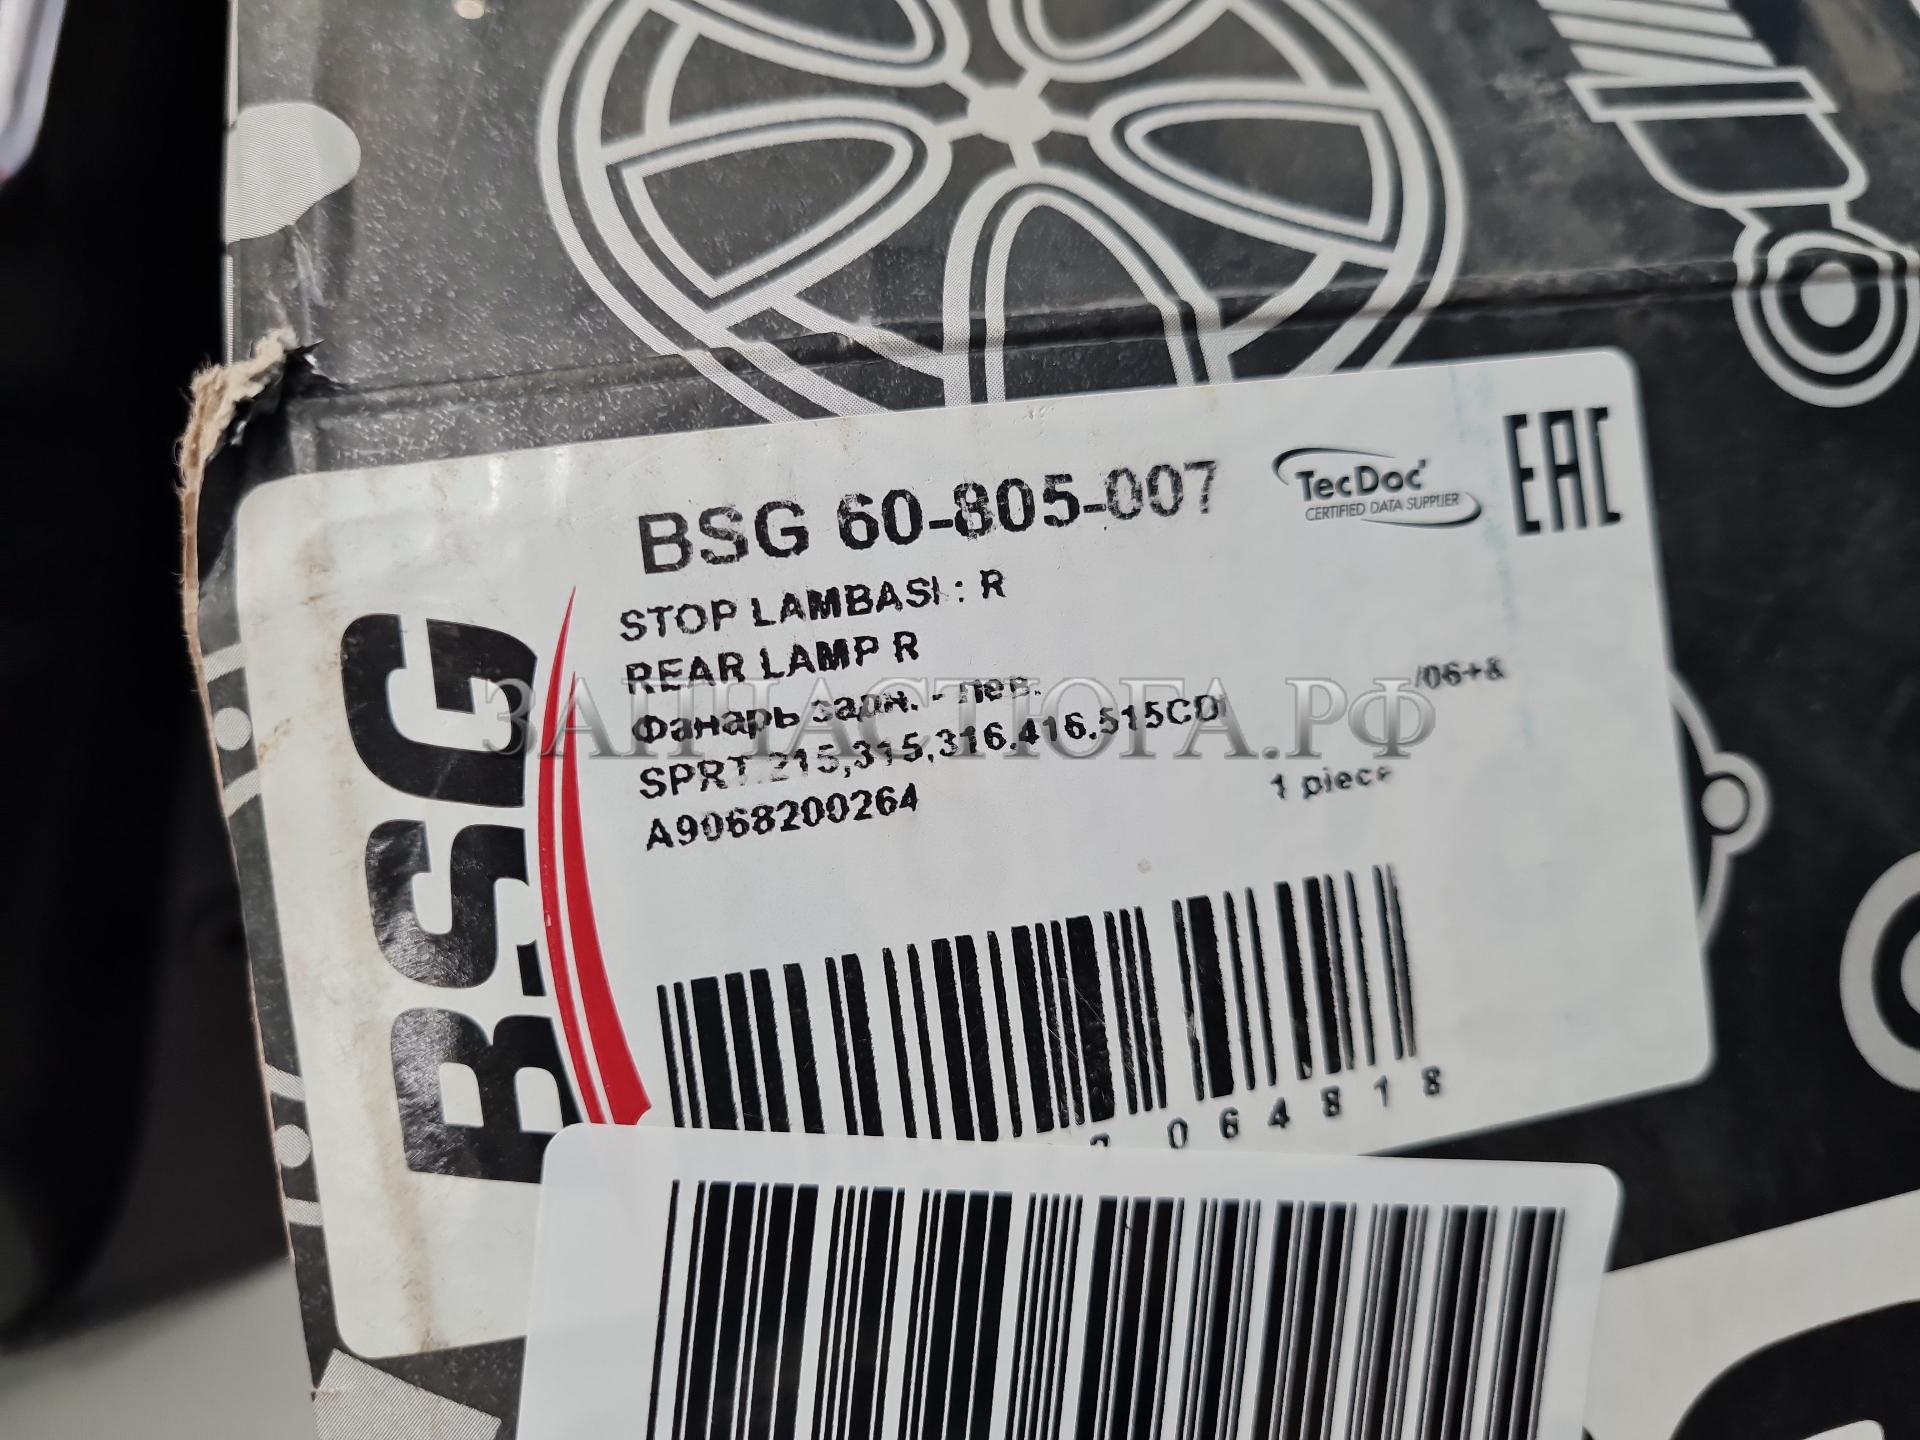 BSG 60-805-007
TecDoc
CERTIFIED DATA SUPPLIER
EAC
STOP LAMBASI : R
REAR LAMP R
Фанарь задн. - лев.
SPRT.215,315,316,416,515CDI /06+&
A9068200264 1 piece
BSG
064818
ЗАПЧАСТЮГА.РФ